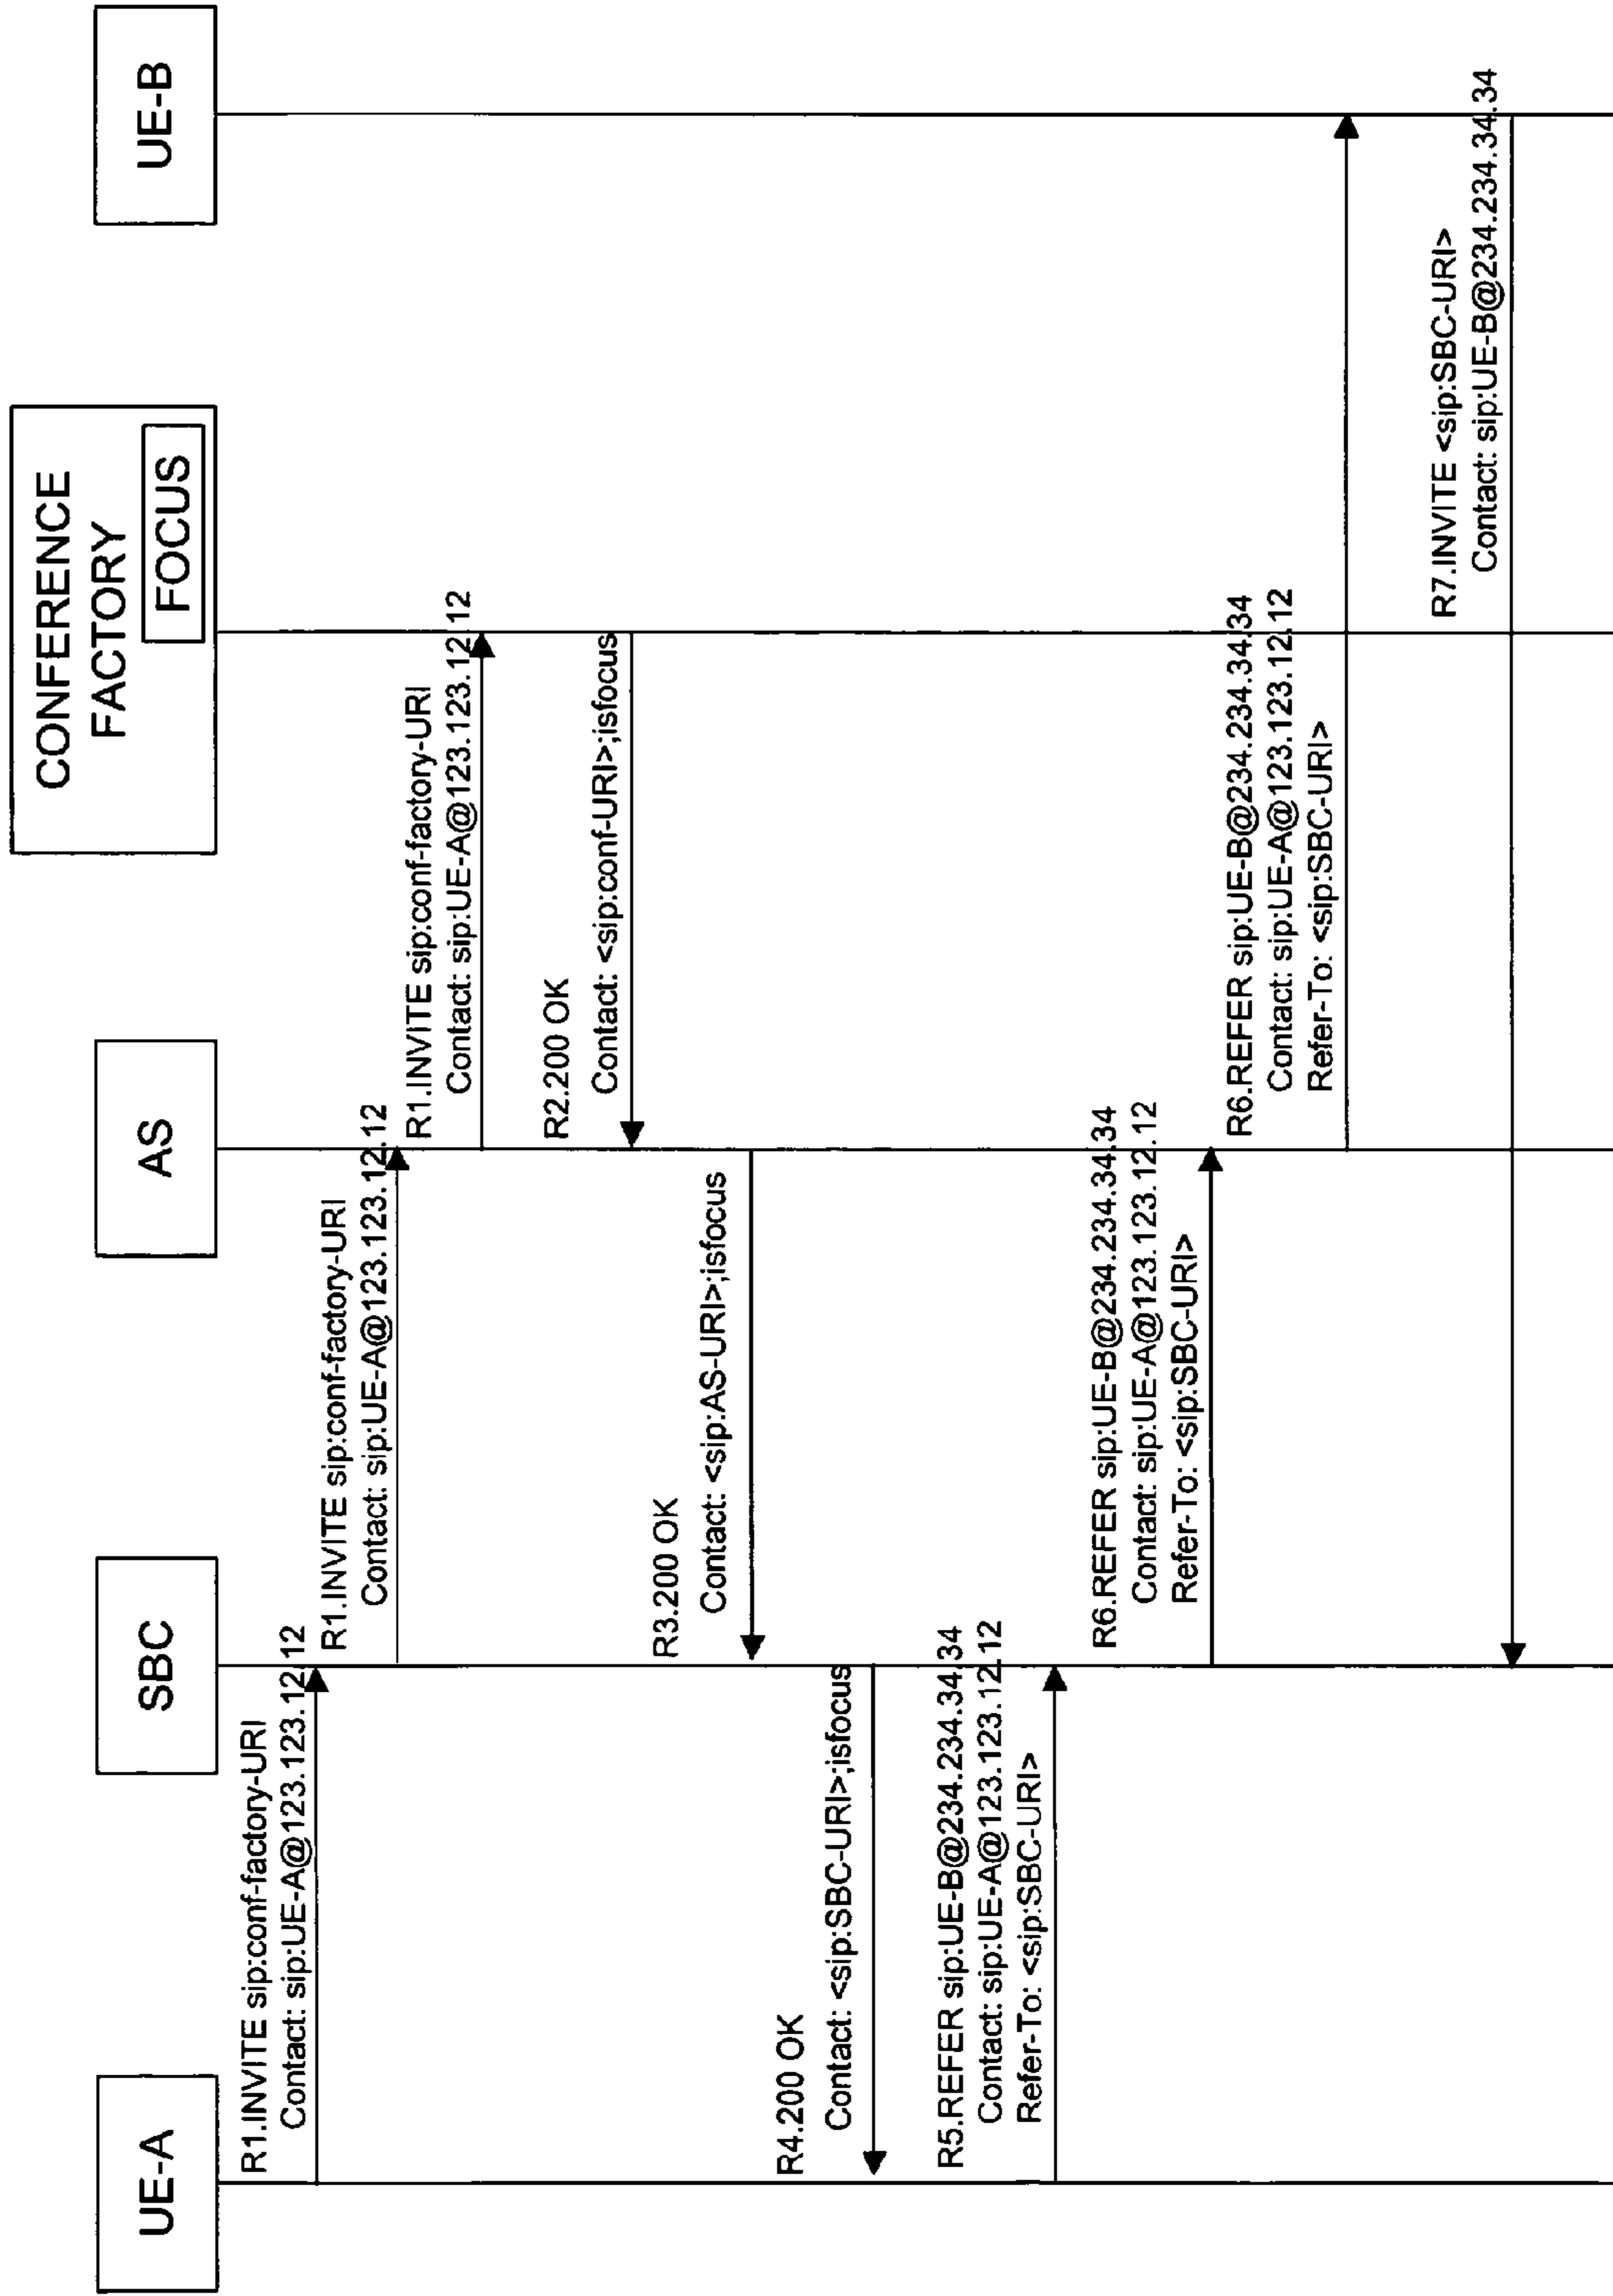 UE-A
SBC
AS
CONFERENCE
FACTORY
FOCUS
UE-B
R1.INVITE sip:conf-factory-URI
Contact: sip:UE-A@123.123.12.12
R1.INVITE sip:conf-factory-URI
Contact: sip:UE-A@123.123.12.12
R1.INVITE sip:conf-factory-URI
Contact: sip:UE-A@123.123.12.12
R2.200 OK
Contact: <sip:conf-URI>;isfocus
R3.200 OK
Contact: <sip:AS-URI>;isfocus
R4.200 OK
Contact: <sip:SBC-URI>;isfocus
R5.REFER sip:UE-B@234.234.34.34
Contact: sip:UE-A@123.123.12.12
Refer-To: <sip:SBC-URI>
R6.REFER sip:UE-B@234.234.34.34
Contact: sip:UE-A@123.123.12.12
Refer-To: <sip:SBC-URI>
R6.REFER sip:UE-B@234.234.34.34
Contact: sip:UE-A@123.123.12.12
Refer-To: <sip:SBC-URI>
R7.INVITE <sip:SBC-URI>
Contact: sip:UE-B@234.234.34.34